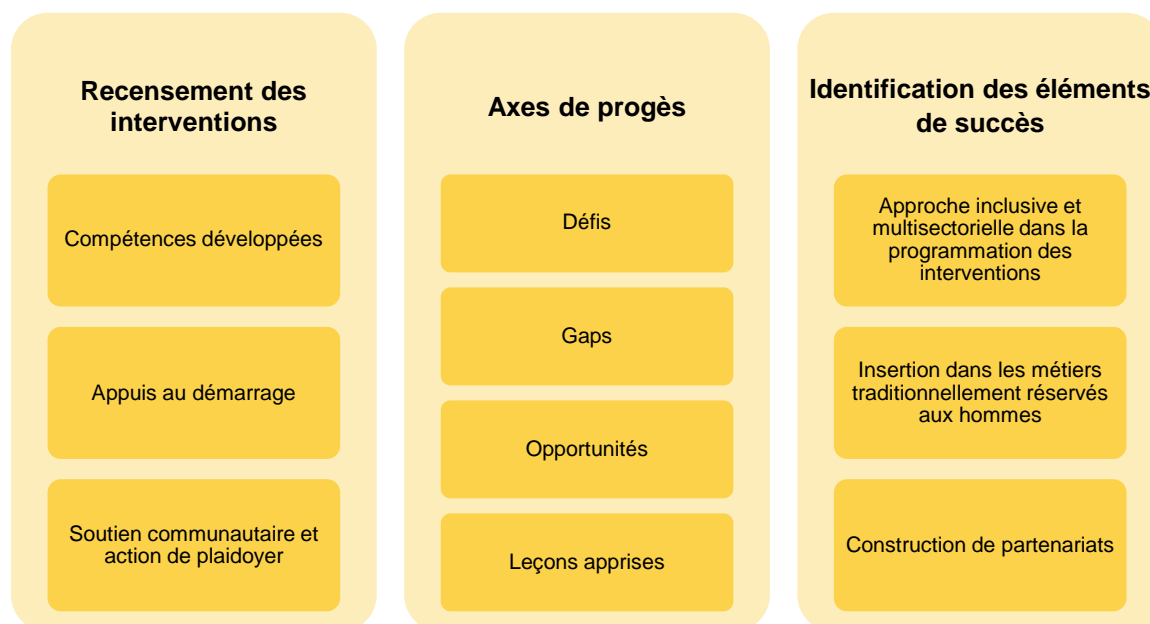 Recensement des
interventions
Compétences développées
Appuis au démarrage
Soutien communautaire et
action de plaidoyer
Axes de progès
Défis
Gaps
Opportunités
Leçons apprises
Identification des éléments
de succès
Approche inclusive et
multisectorielle dans la
programmation des
interventions
Insertion dans les métiers
traditionnellement réservés
aux hommes
Construction de partenariats